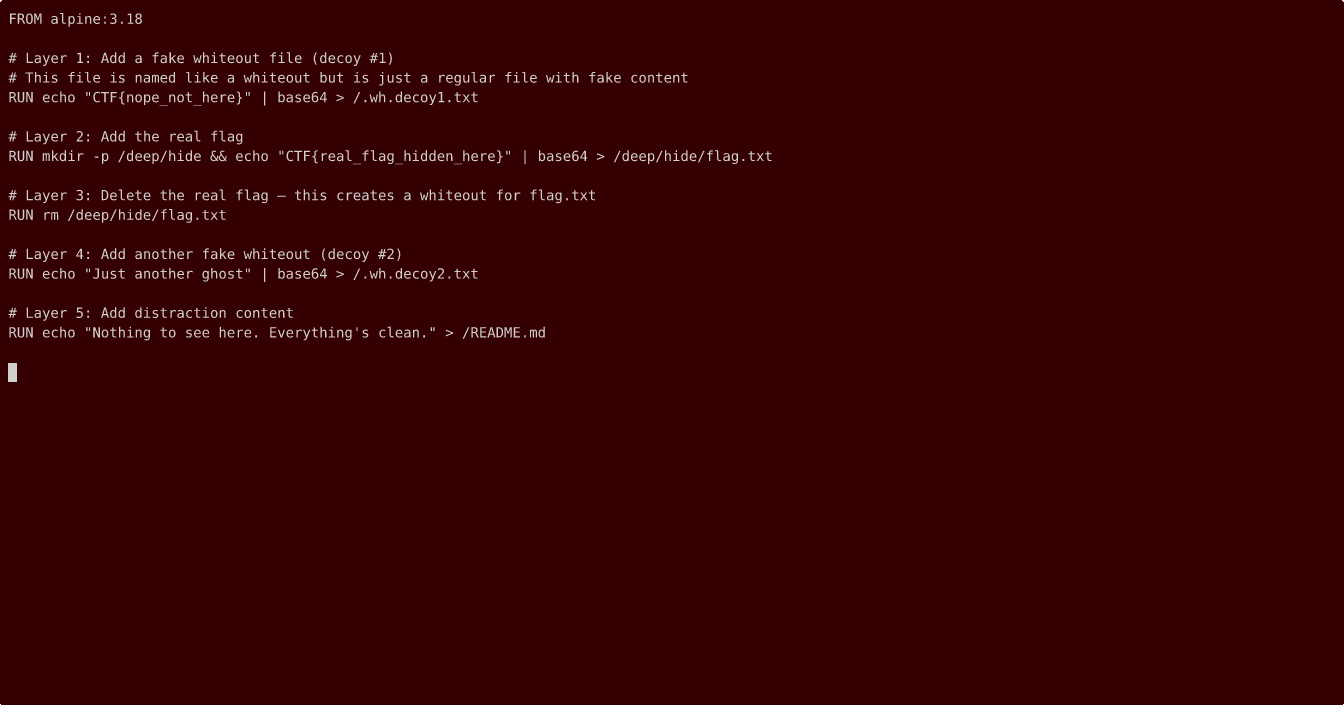 FROM alpine:3.18
# Layer 1: Add a fake whiteout file (decoy #1)
# This file is named like a whiteout but is just a regular file with fake content
RUN echo "CTF{nope_not_here}" | base64 > /.wh.decoy1.txt
# Layer 2: Add the real flag
RUN mkdir -p /deep/hide && echo "CTF{real_flag_hidden_here}" | base64 > /deep/hide/flag.txt
# Layer 3: Delete the real flag — this creates a whiteout for flag.txt
RUN rm /deep/hide/flag.txt
# Layer 4: Add another fake whiteout (decoy #2)
RUN echo "Just another ghost" | base64 > /.wh.decoy2.txt
# Layer 5: Add distraction content
RUN echo "Nothing to see here. Everything's clean." > /README.md